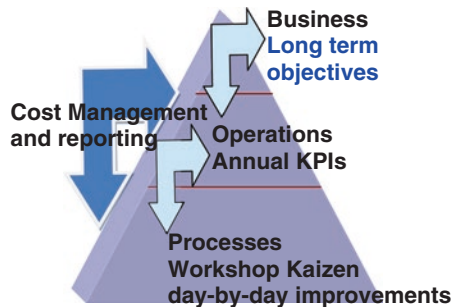 Business
Long term
objectives
Cost Management
and reporting
Operations
Annual KPIs
Processes
Workshop Kaizen
day-by-day improvements